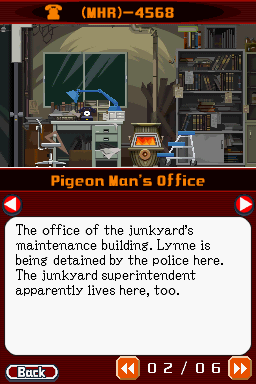 (MHR)-4568
Pigeon Man's Office
The office of the junkyard's
maintenance building. Lynne is
being detained by the police here.
The junkyard superintendent
apparently lives here, too.
Back
02/06